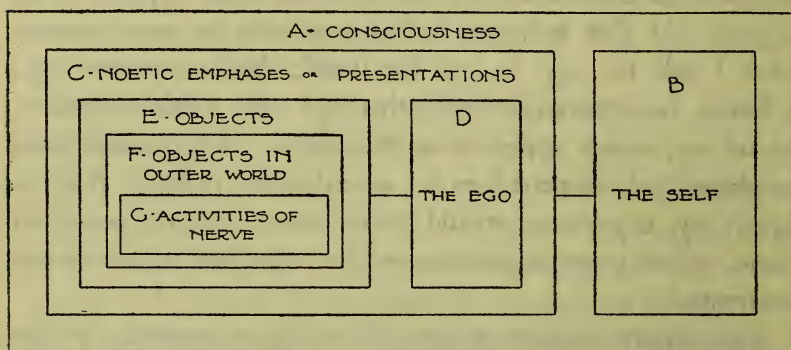 A- CONSCIOUSNESS
C-NOETIC EMPHASES OR PRESENTATIONS
B
E-OBJECTS
D
F-OBJECTS IN
OUTER WORLD
THE EGO
THE SELF
G-ACTIVITIES OF
NERVE